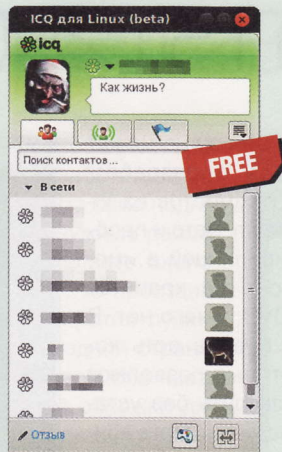 ICQ для Linux (beta)
icq
Как жизнь?
Поиск контактов ...
FREE
В сети
Отзыв